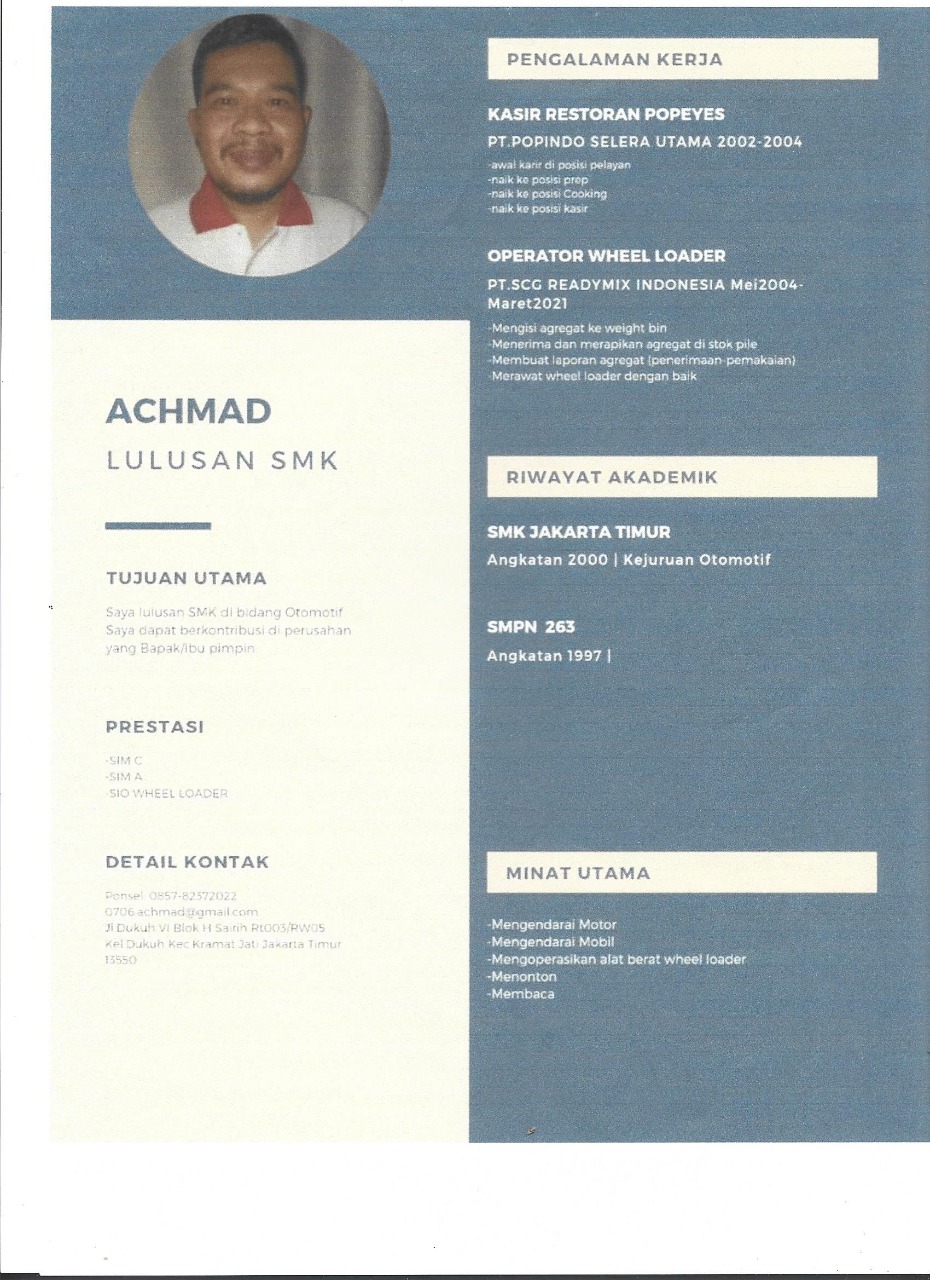 ACHMAD
LULUSAN SMK
TUJUAN UTAMA
Saya lulusan SMK di bidang Otomotif
Saya dapat berkontribusi di perusahan
yang Bapak/Ibu pimpin
PRESTASI
-SIM C
-SIM A
-SIO WHEEL LOADER
DETAIL KONTAK
Ponsel: 0857-82372022
0706.achmad@gmail.com
Jl.Dukuh VI Blok H Sairih Rt003/RW05
Kel.Dukuh Kec.Kramat Jati Jakarta Timur
13550
PENGALAMAN KERJA
KASIR RESTORAN POPEYES
PT.POPINDO SELERA UTAMA 2002-2004
-awal karir di posisi pelayan
-naik ke posisi prep
-naik ke posisi Cooking
-naik ke posisi kasir
OPERATOR WHEEL LOADER
PT.SCG READYMIX INDONESIA Mei2004-
Maret2021
-Mengisi agregat ke weight bin
-Menerima dan merapikan agregat di stok pile
-Membuat laporan agregat (penerimaan-pemakaian)
-Merawat wheel loader dengan baik
RIWAYAT AKADEMIK
SMK JAKARTA TIMUR
Angkatan 2000 | Kejuruan Otomotif
SMPN 263
Angkatan 1997 |
MINAT UTAMA
-Mengendarai Motor
-Mengendarai Mobil
-Mengoperasikan alat berat wheel loader
-Menonton
-Membaca